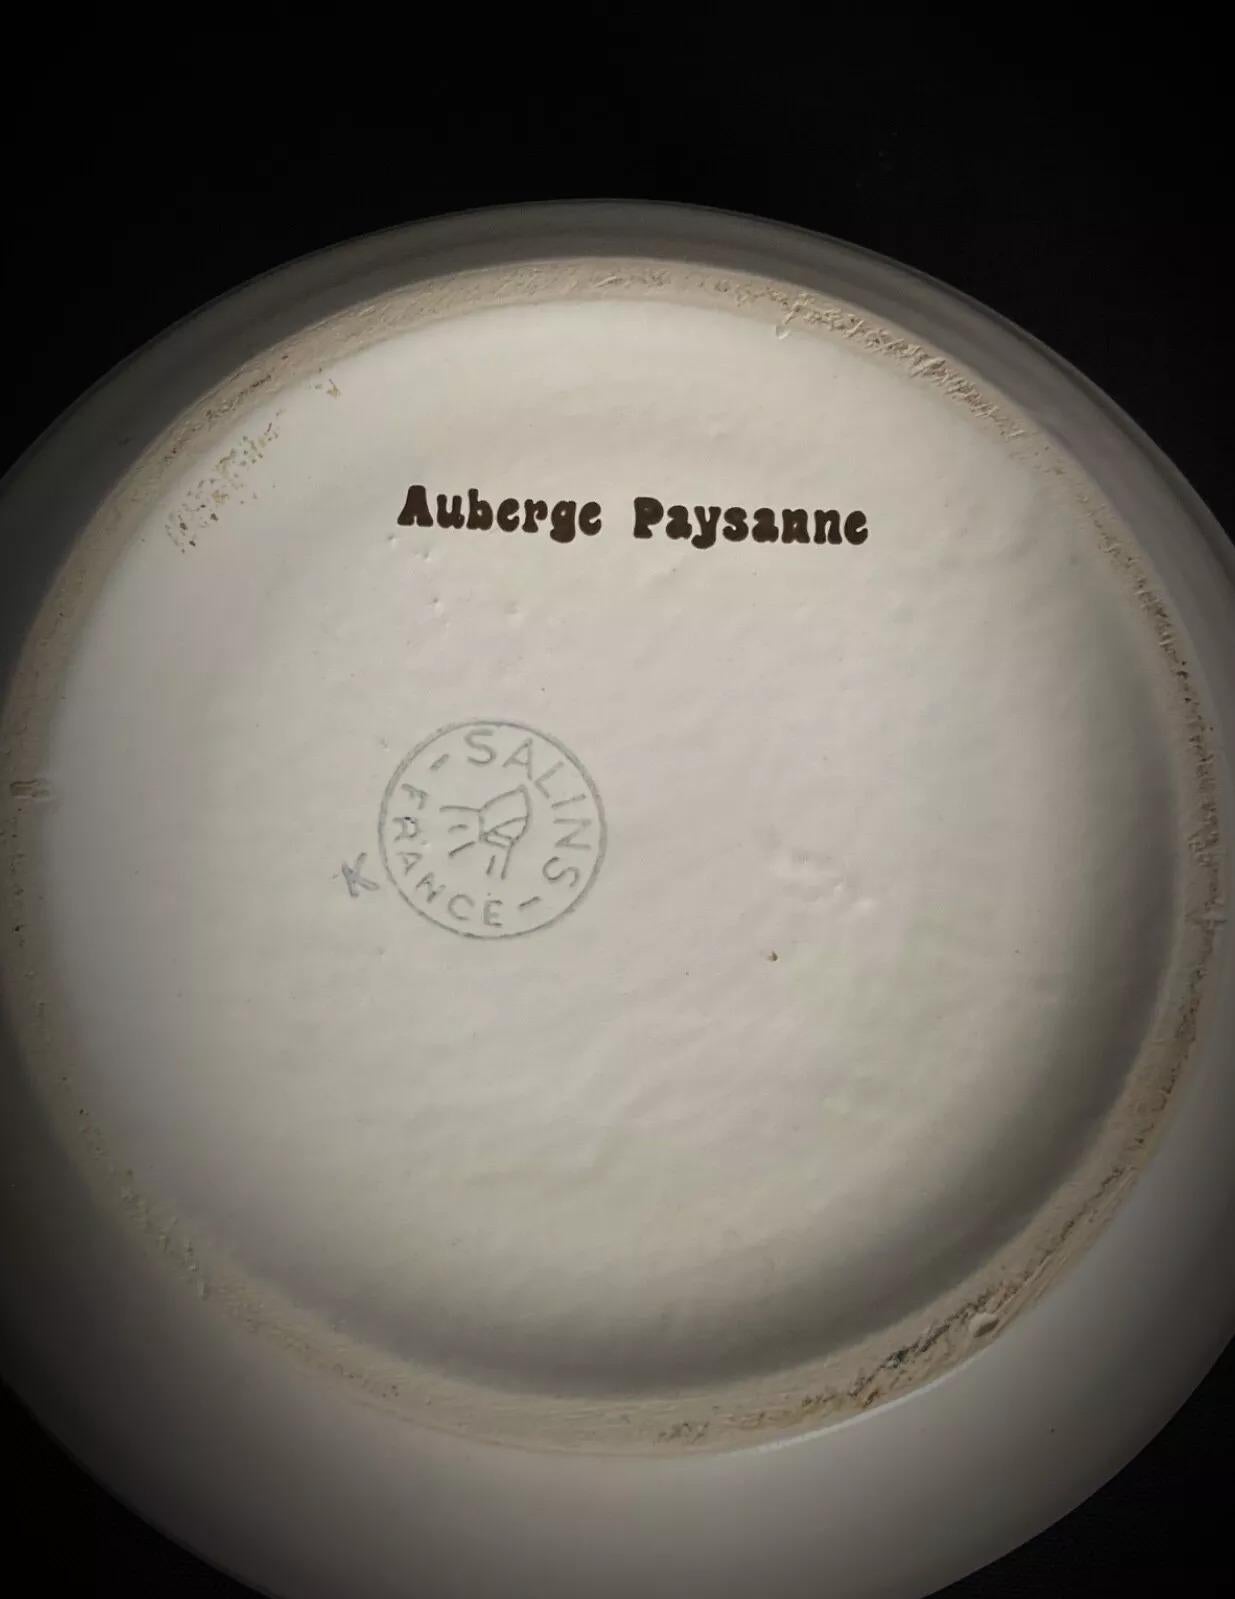 Auberge Paysanne
- SALINS -
FRANCE
K